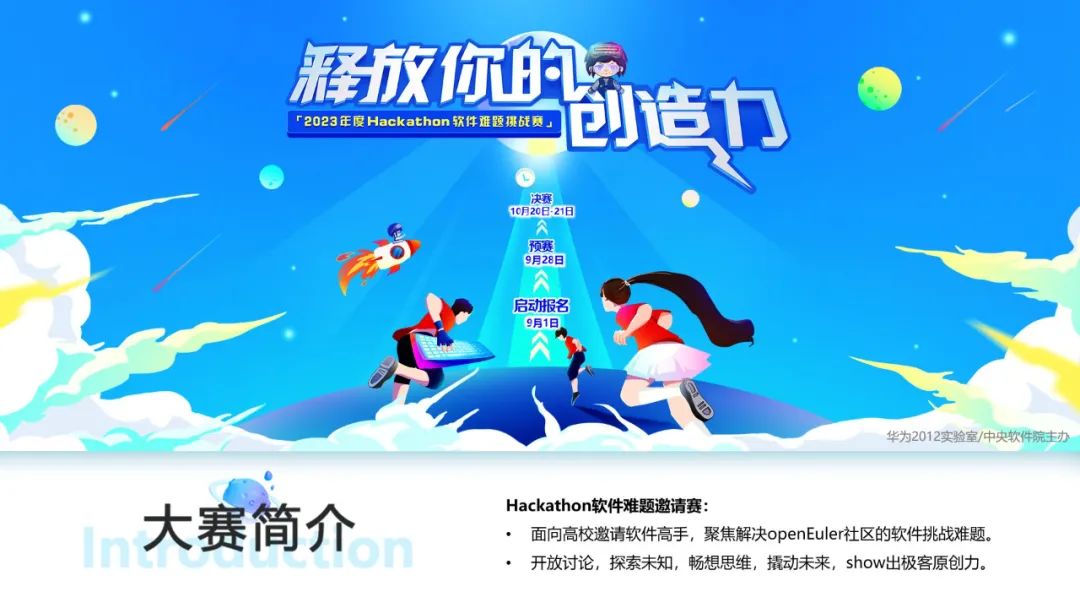 释放你的
创造力
「2023年度Hackathon软件难题挑战赛」
决赛
10月20日-21日
预赛
9月28日
启动报名
9月1日
华为2012实验室/中央软件院主办
大赛简介
Introduction
Hackathon软件难题邀请赛：
• 面向高校邀请软件高手，聚焦解决openEuler社区的软件挑战难题。
• 开放讨论，探索未知，畅想思维，撬动未来，show出极客原创力。